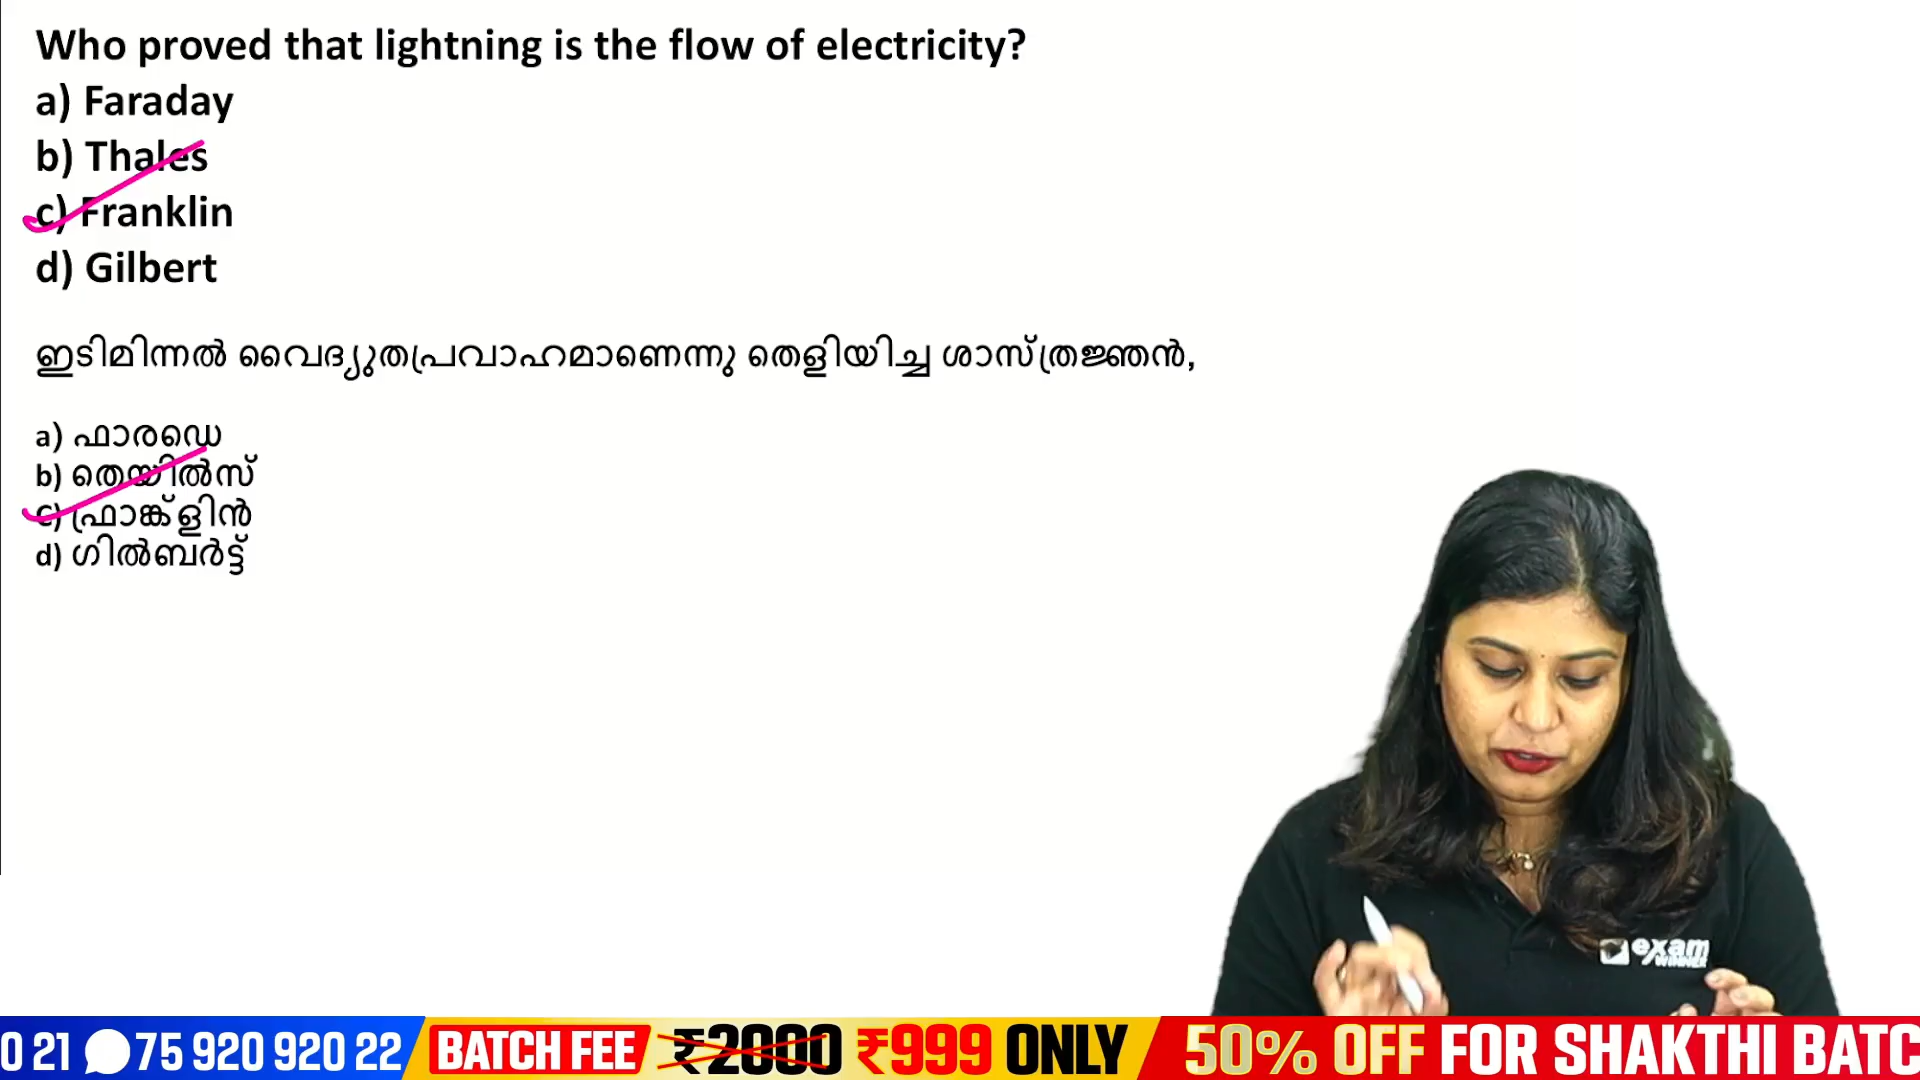 Who proved that lightning is the flow of electricity?
a) Faraday
b) Thales
c) Franklin
d) Gilbert
ഇടിമിന്നൽ വൈദ്യുതപ്രവാഹമാണെന്നു തെളിയിച്ച ശാസ്ത്രജ്ഞൻ,
a) ഫാരഡെ
b) തെയിൽസ്
c) ഫ്രാങ്ക്ളിൻ
d) ഗിൽബർട്ട്
exam
WINNER
0 21 75 920 920 22 BATCH FEE ₹2000 ₹999 ONLY 50% OFF FOR SHAKTHI BATC